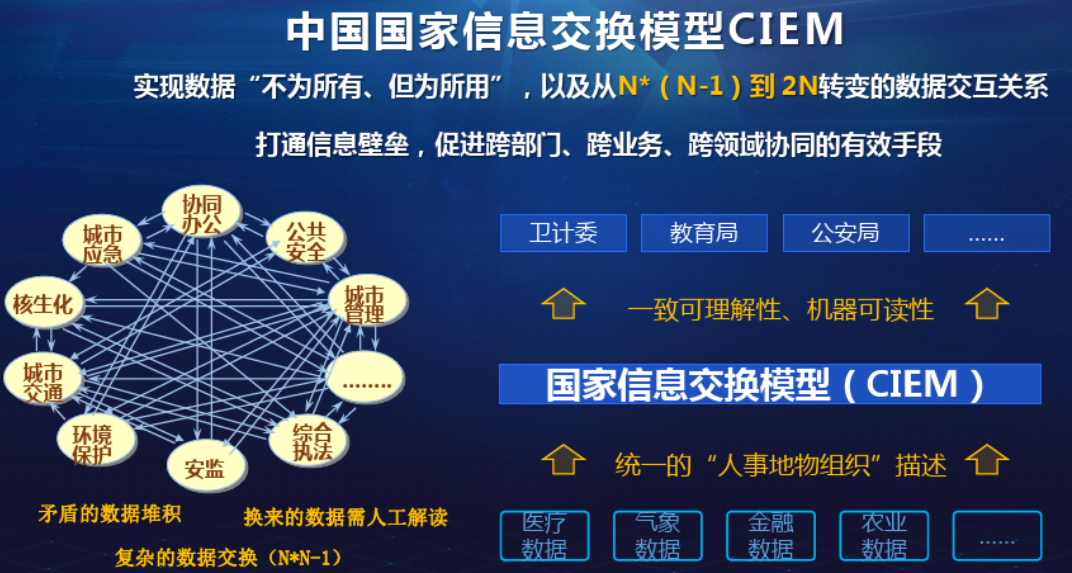 中国国家信息交换模型CIEM
实现数据“不为所有、但为所用”，以及从N*（N-1）到 2N转变的数据交互关系
打通信息壁垒，促进跨部门、跨业务、跨领域协同的有效手段
协同
办公
城市
应急
公共
安全
核生化
城市
管理
城市
交通
........
环境
保护
综合
执法
安监
矛盾的数据堆积
换来的数据需人工解读
复杂的数据交换（N*N-1）
卫计委
教育局
公安局
......
一致可理解性、机器可读性
国家信息交换模型（CIEM）
统一的“人事地物组织”描述
医疗
数据
气象
数据
金融
数据
农业
数据
......